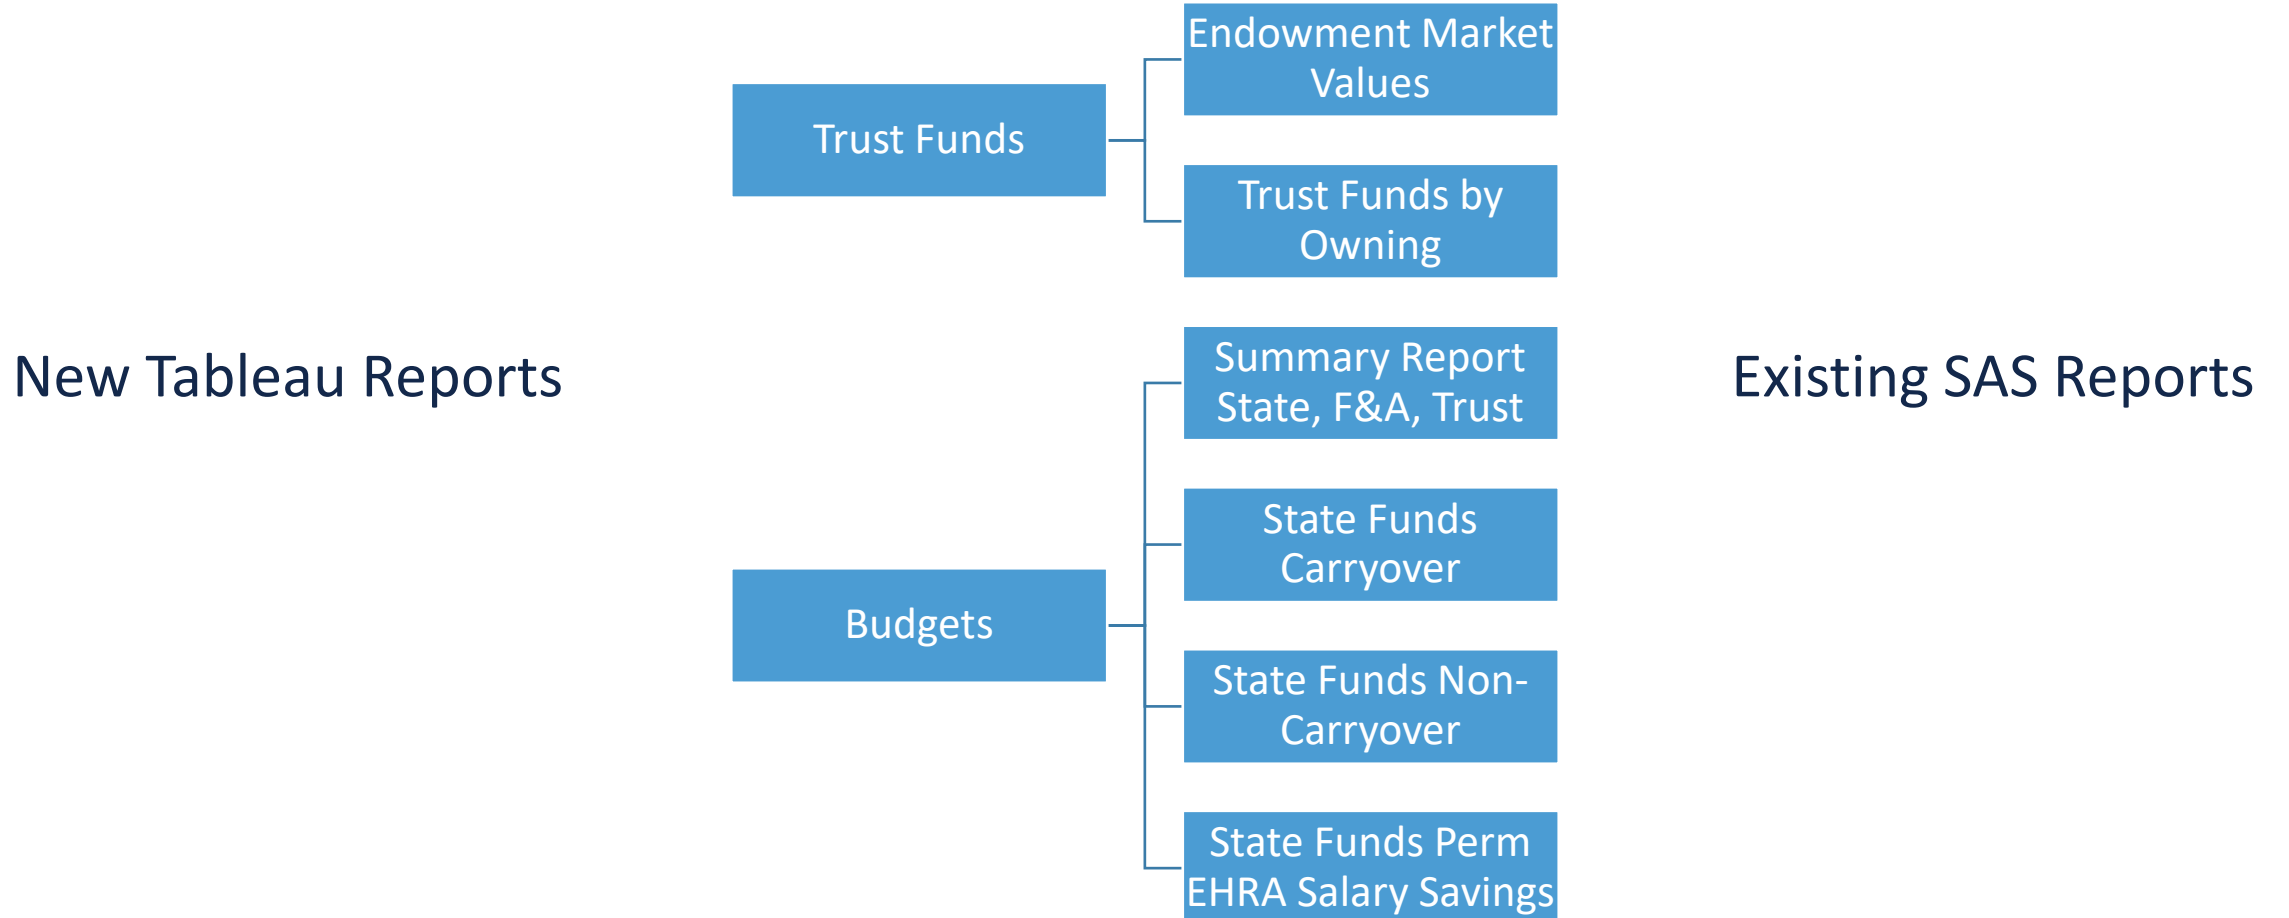 New Tableau Reports
Trust Funds
Endowment Market
Values
Trust Funds by
Owning
Budgets
Summary Report
State, F&A, Trust
State Funds
Carryover
State Funds Non-
Carryover
State Funds Perm
EHRA Salary Savings
Existing SAS Reports